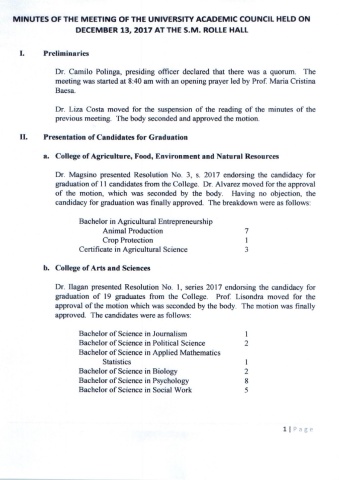 MINUTES OF THE MEETING OF THE UNIVERSITY ACADEMIC COUNCIL HELD ON
DECEMBER 13, 2017 AT THE S.M. ROLLE HALL
I. Preliminaries
Dr. Camilo Polinga, presiding officer declared that there was a quorum. The
meeting was started at 8:40 am with an opening prayer led by Prof. Maria Cristina
Baesa.
Dr. Liza Costa moved for the suspension of the reading of the minutes of the
previous meeting. The body seconded and approved the motion.
II. Presentation of Candidates for Graduation
a. College of Agriculture, Food, Environment and Natural Resources
Dr. Magsino presented Resolution No. 3, s. 2017 endorsing the candidacy for
graduation of 11 candidates from the College. Dr. Alvarez moved for the approval
of the motion, which was seconded by the body. Having no objection, the
candidacy for graduation was finally approved. The breakdown were as follows:
Bachelor in Agricultural Entrepreneurship
Animal Production 7
Crop Protection 1
Certificate in Agricultural Science 3
b. College of Arts and Sciences
Dr. Ilagan presented Resolution No. 1, series 2017 endorsing the candidacy for
graduation of 19 graduates from the College. Prof. Lisondra moved for the
approval of the motion which was seconded by the body. The motion was finally
approved. The candidates were as follows:
Bachelor of Science in Journalism 1
Bachelor of Science in Political Science 2
Bachelor of Science in Applied Mathematics
Statistics 1
Bachelor of Science in Biology 2
Bachelor of Science in Psychology 8
Bachelor of Science in Social Work 5
1 | Page